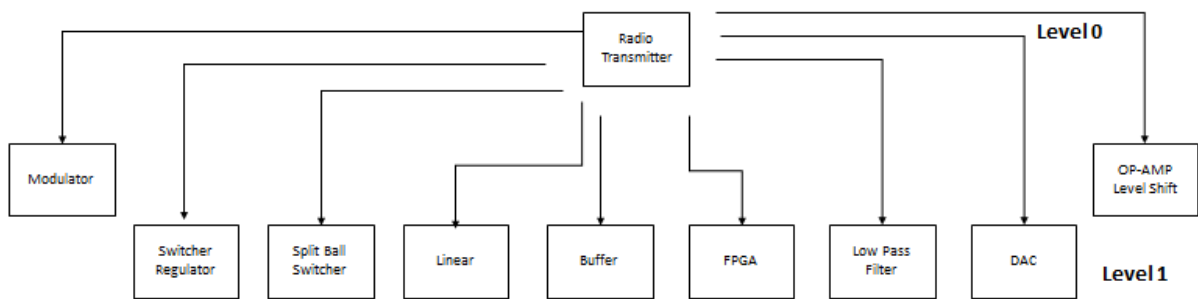 Radio
Transmitter
Level 0
Modulator
OP-AMP
Level Shift
Switcher
Regulator
Split Ball
Switcher
Linear
Buffer
FPGA
Low Pass
Filter
DAC
Level 1